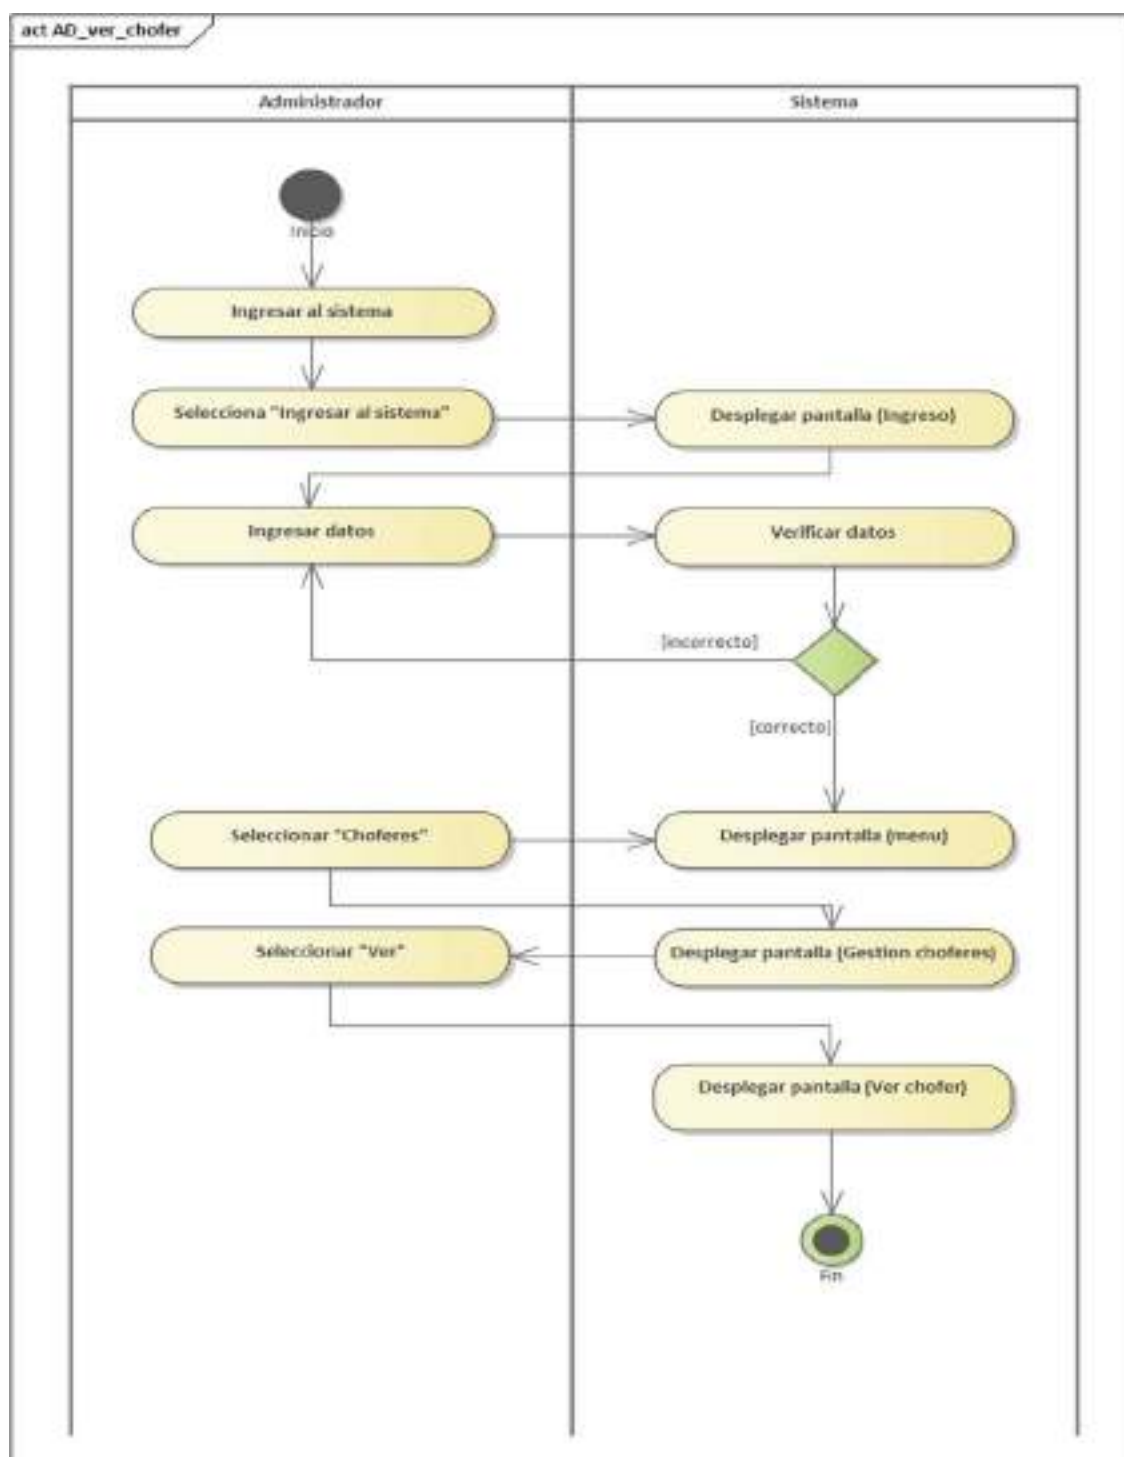 act AD_ver_chofer
Administrador
Sistema
Inicio
Ingresar al sistema
Selecciona "Ingresar al sistema"
Desplegar pantalla (Ingreso)
Ingresar datos
Verificar datos
[incorrecto]
[correcto]
Seleccionar "Choferes"
Desplegar pantalla (menu)
Seleccionar "Ver"
Desplegar pantalla (Gestion choferes)
Desplegar pantalla (Ver chofer)
Fin